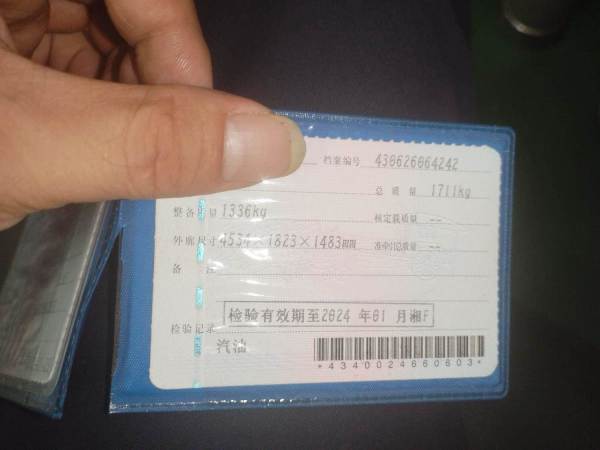 档案编号 430626064242
总质量 1711kg
整备质量 1336kg 核定载质量 --
外廓尺寸 4534×1823×1483mm 准牵引总质量 --
备 注
检验有效期至2024 年01 月湘F
检验记录
汽油
*4340024660603*